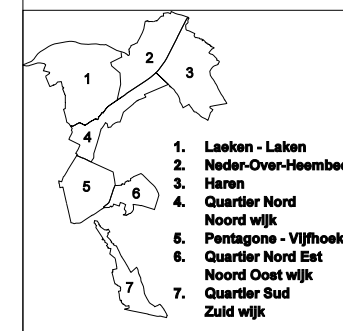 1
2
3
4
5
6
7
1. Laeken - Laken
2. Neder-Over-Heembee
3. Haren
4. Quartier Nord
Noord wijk
5. Pentagone - Vijfhoek
6. Quartier Nord Est
Noord Oost wijk
7. Quartier Sud
Zuid wijk